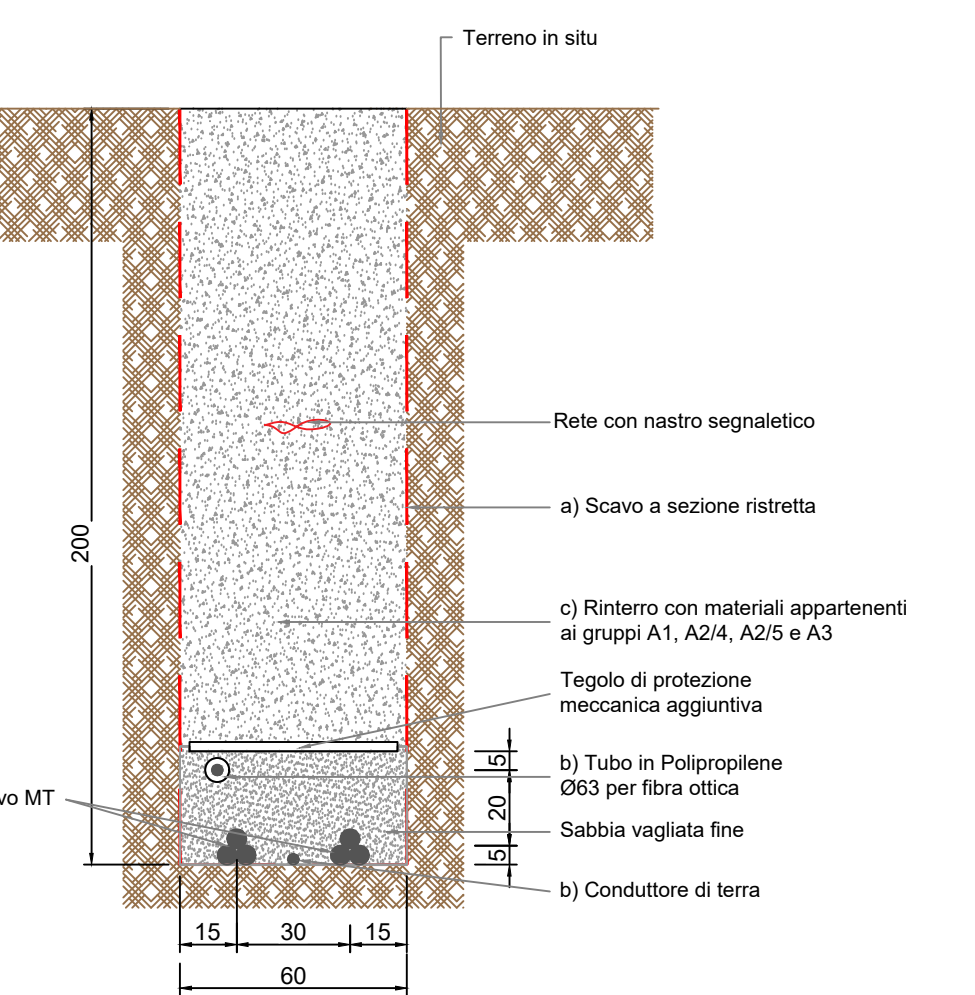 Terreno in situ
Rete con nastro segnaletico
a) Scavo a sezione ristretta
200
c) Rinterro con materiali appartenenti
ai gruppi A1, A2/4, A2/5 e A3
Tegolo di protezione
meccanica aggiuntiva
5
b) Tubo in Polipropilene
Ø63 per fibra ottica
MT
20
Sabbia vagliata fine
5
b) Conduttore di terra
15
30
15
60